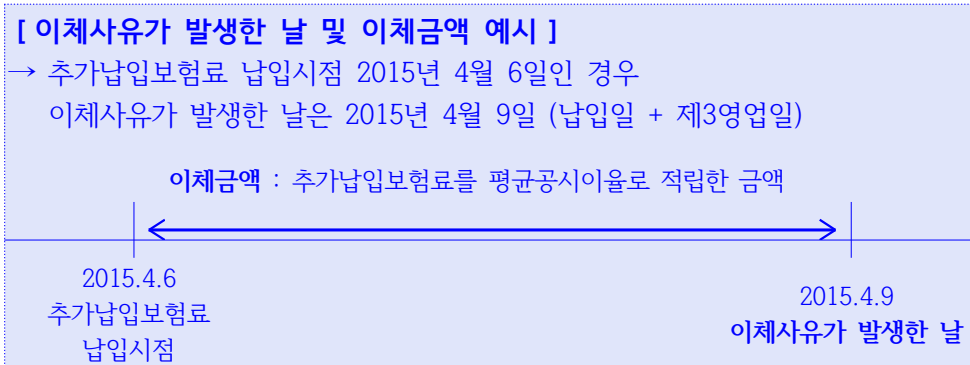 [ 이체사유가 발생한 날 및 이체금액 예시 ]
→ 추가납입보험료 납입시점 2015년 4월 6일인 경우
이체사유가 발생한 날은 2015년 4월 9일 (납입일 + 제3영업일)
이체금액 : 추가납입보험료를 평균공시이율로 적립한 금액
2015.4.6
추가납입보험료
납입시점
2015.4.9
이체사유가 발생한 날